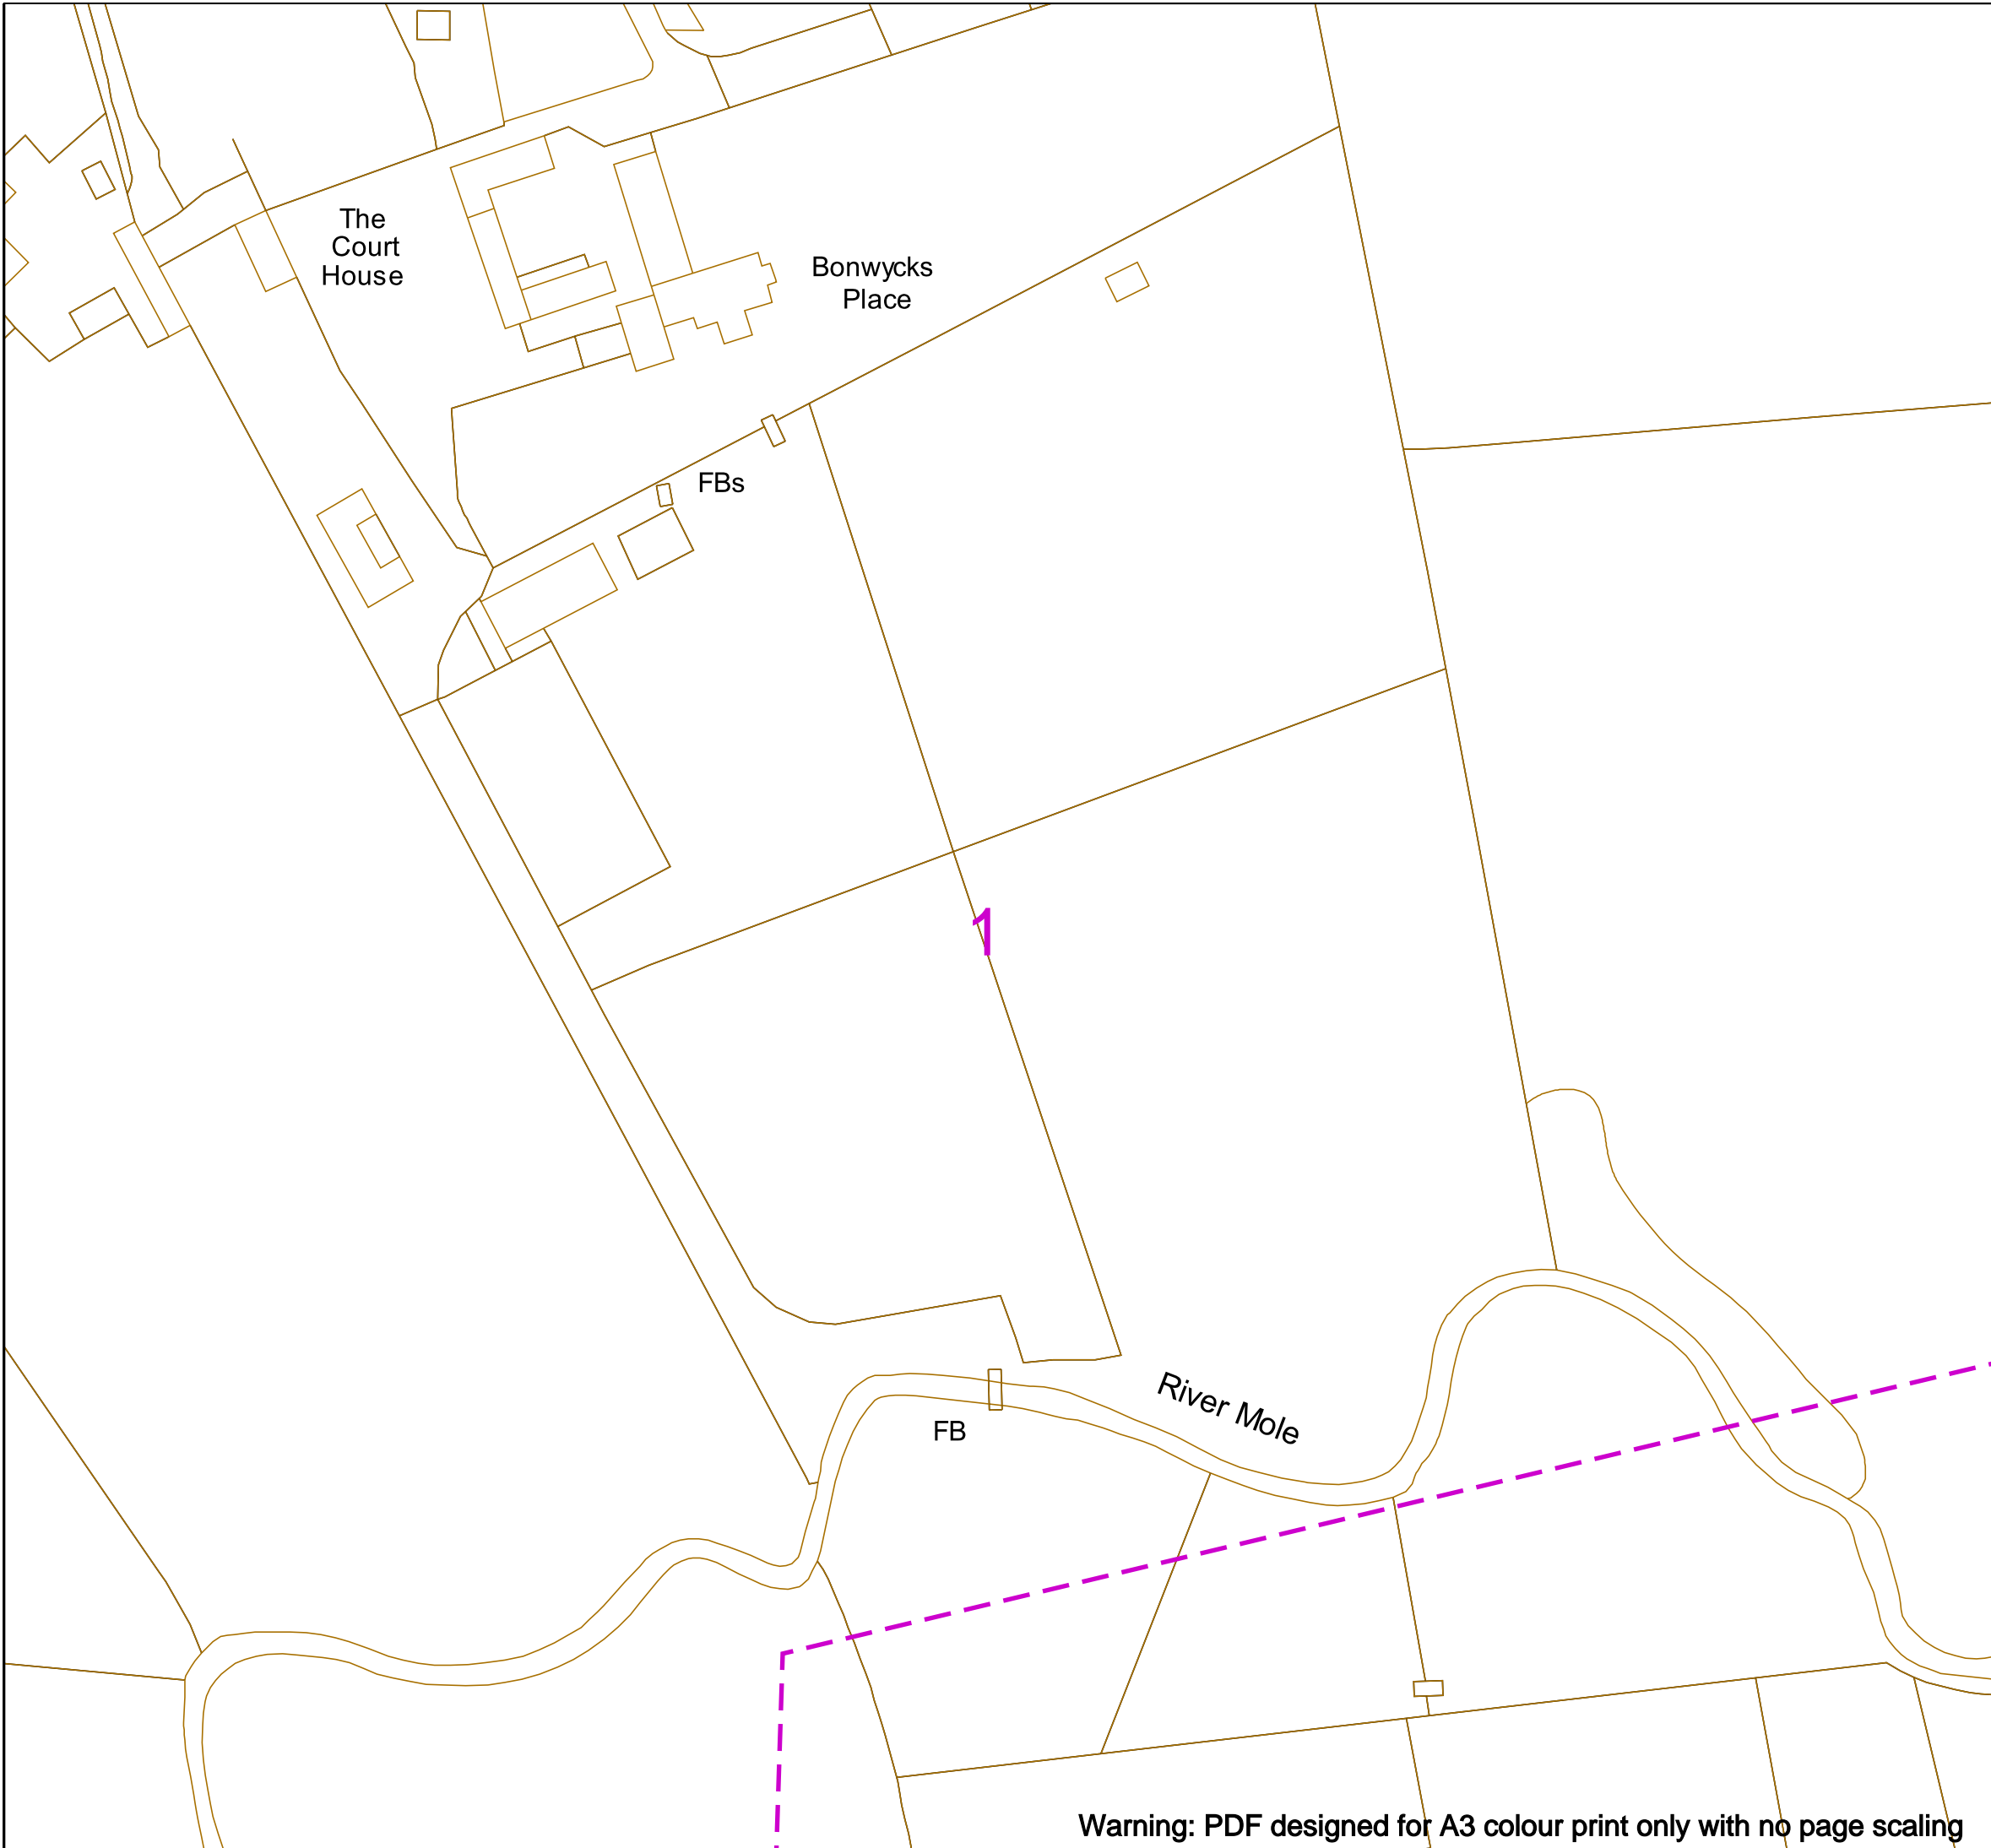 The
Court
House
Bonwycks
Place
FBs
1
River Mole
FB
Warning: PDF designed for A3 colour print only with no page scaling